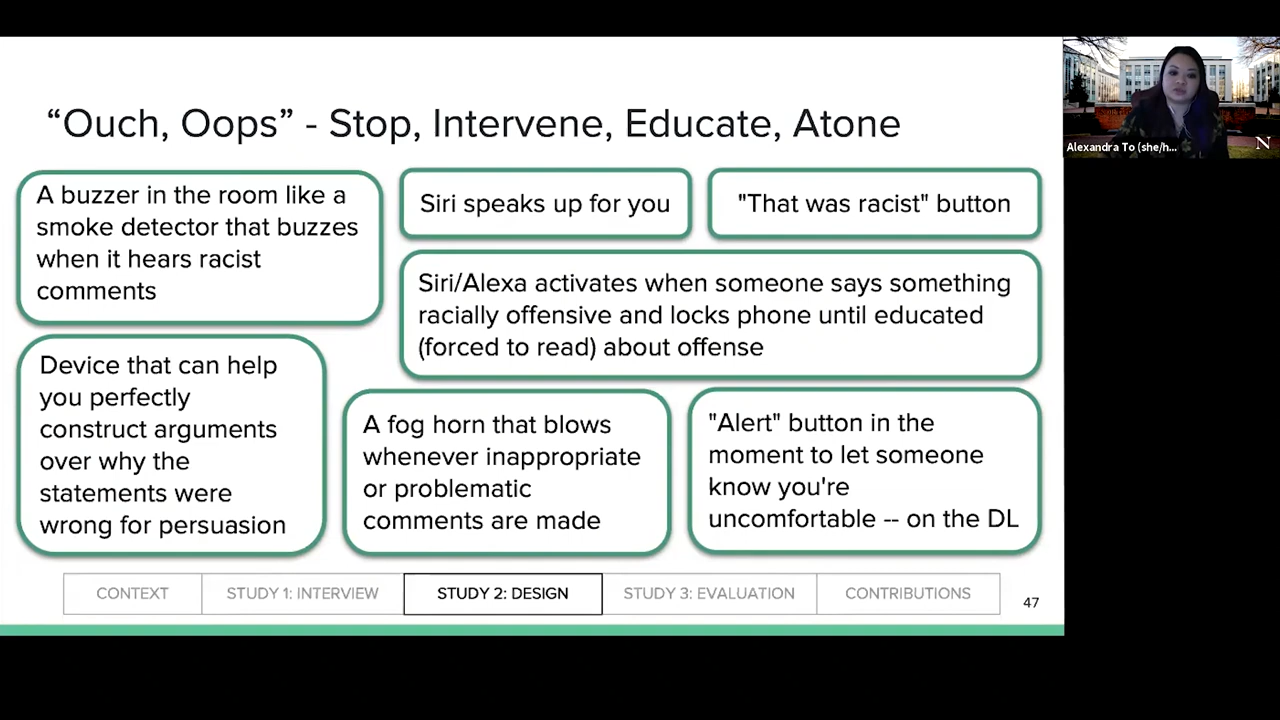 “Ouch, Oops” - Stop, Intervene, Educate, Atone
A buzzer in the room like a
smoke detector that buzzes
when it hears racist
comments
Siri speaks up for you
"That was racist" button
Siri/Alexa activates when someone says something
racially offensive and locks phone until educated
(forced to read) about offense
Device that can help
you perfectly
construct arguments
over why the
statements were
wrong for persuasion
A fog horn that blows
whenever inappropriate
or problematic
comments are made
"Alert" button in the
moment to let someone
know you're
uncomfortable -- on the DL
CONTEXT
STUDY 1: INTERVIEW
STUDY 2: DESIGN
STUDY 3: EVALUATION
CONTRIBUTIONS
47
Alexandra To (she/h...
N